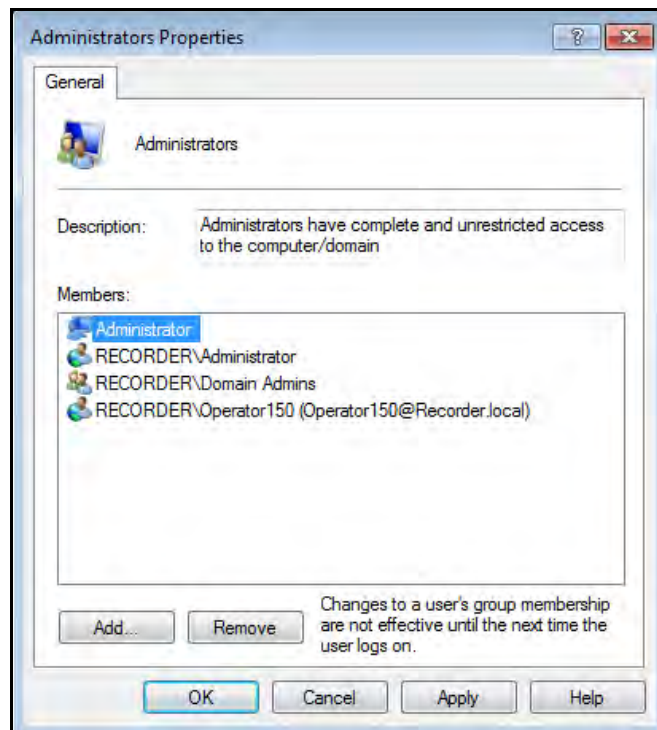 Administrators Properties
General
Administrators
Description:
Administrators have complete and unrestricted access
to the computer/domain
Members:
Administrator
RECORDER\Administrator
RECORDER\Domain Admins
RECORDER\Operator150 (Operator150@Recorder.local)
Add...
Remove
Changes to a user's group membership
are not effective until the next time the
user logs on.
OK
Cancel
Apply
Help